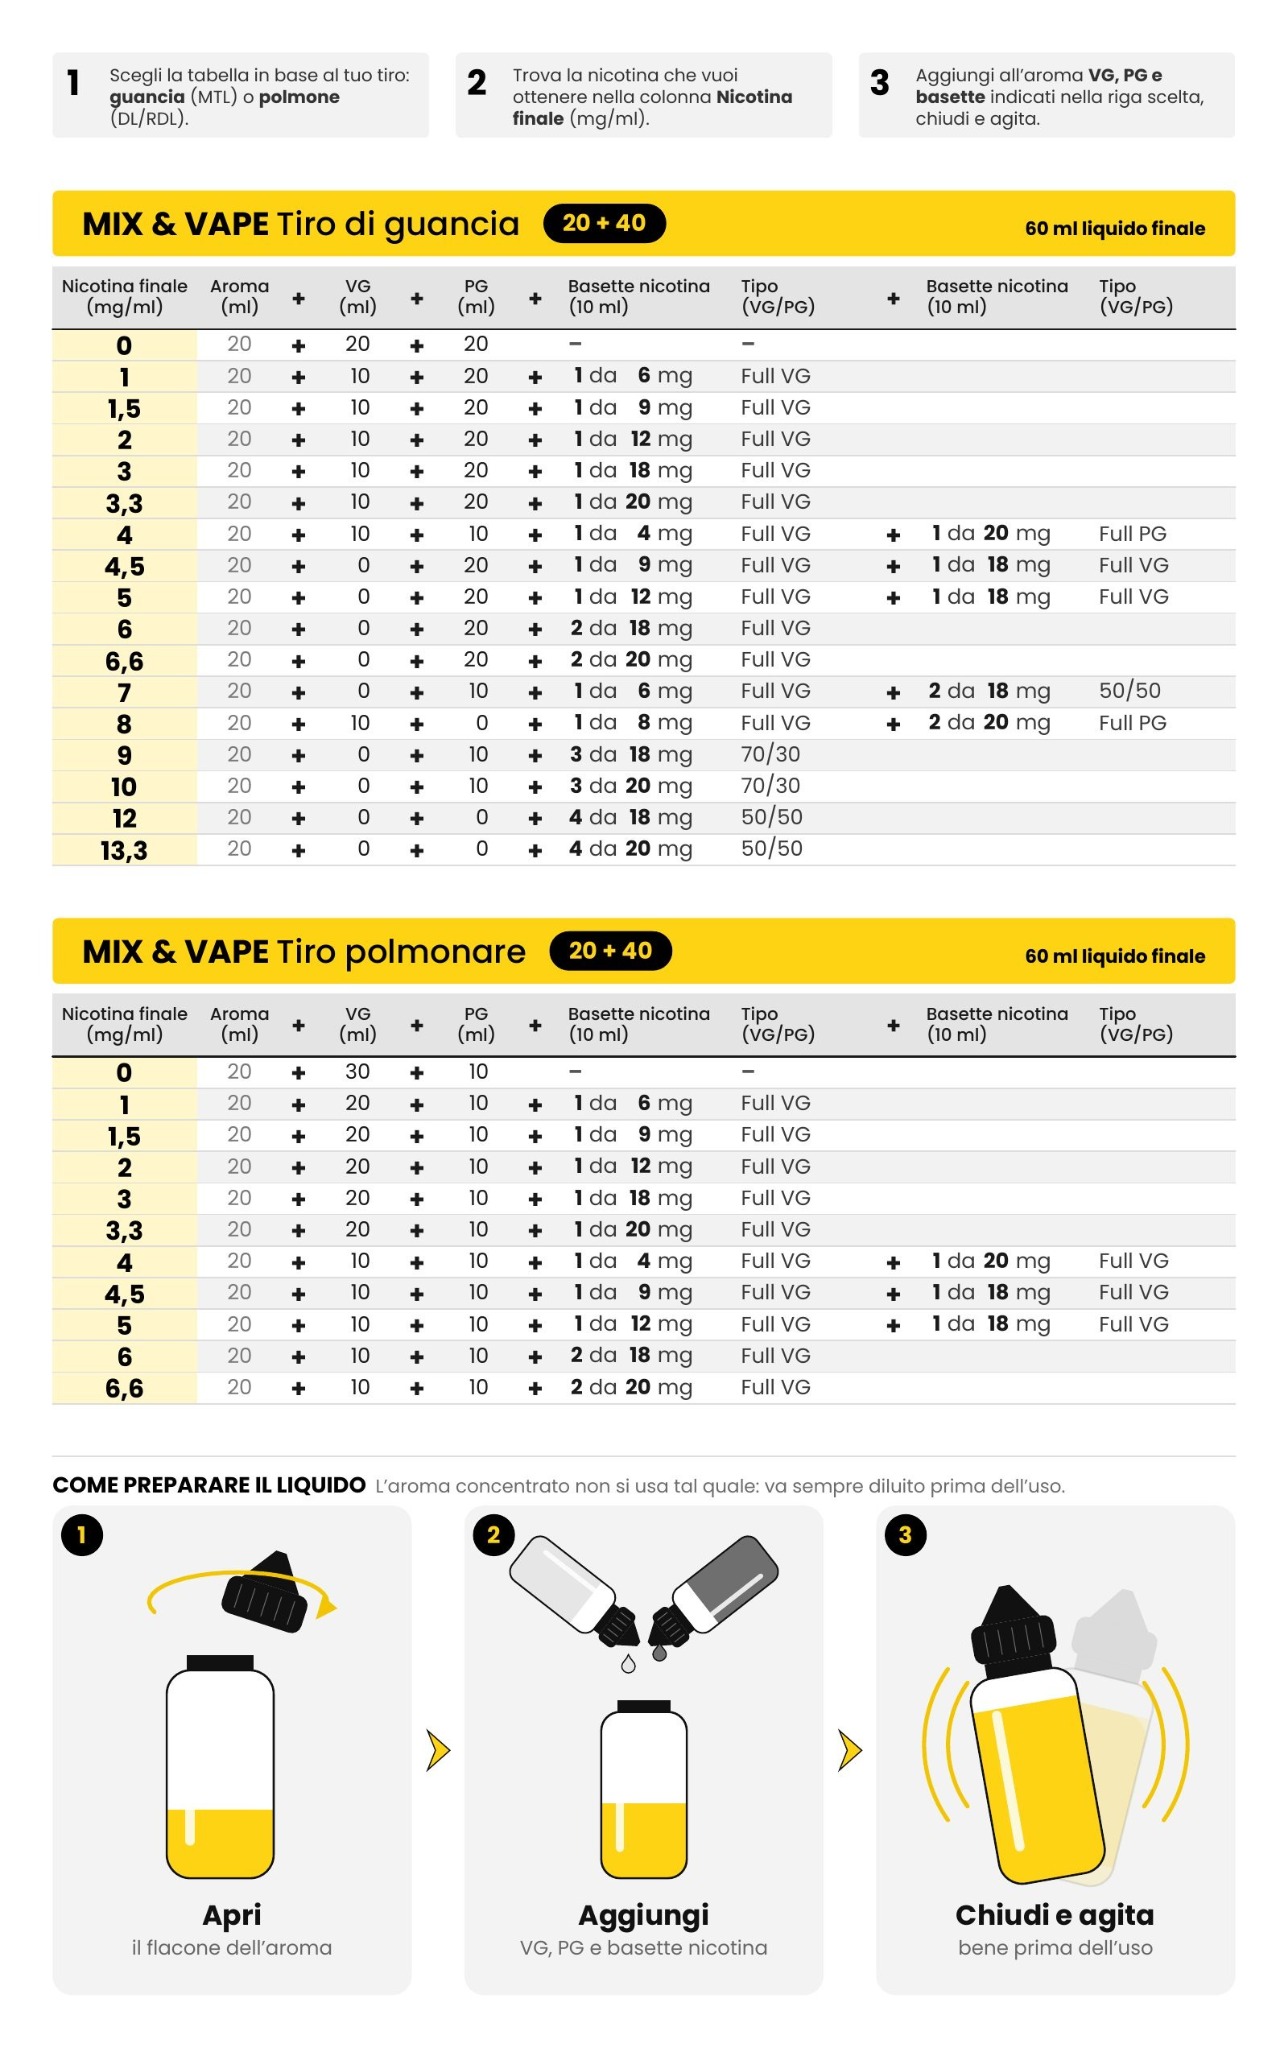 1
Scegli la tabella in base al tuo tiro:
guancia (MTL) o polmone
(DL/RDL).
2
Trova la nicotina che vuoi
ottenere nella colonna Nicotina
finale (mg/ml).
3
Aggiungi all’aroma VG, PG e
basette indicati nella riga scelta,
chiudi e agita.
MIX & VAPE Tiro di guancia 20 + 40 60 ml liquido finale
Nicotina finale Aroma VG PG Basette nicotina Tipo Basette nicotina Tipo
(mg/ml) (ml) + (ml) + (ml) + (10 ml) (VG/PG) + (10 ml) (VG/PG)
0 20 + 20 + 20 – –
1 20 + 10 + 20 + 1 da 6 mg Full VG
1,5 20 + 10 + 20 + 1 da 9 mg Full VG
2 20 + 10 + 20 + 1 da 12 mg Full VG
3 20 + 10 + 20 + 1 da 18 mg Full VG
3,3 20 + 10 + 20 + 1 da 20 mg Full VG
4 20 + 10 + 10 + 1 da 4 mg Full VG + 1 da 20 mg Full PG
4,5 20 + 0 + 20 + 1 da 9 mg Full VG + 1 da 18 mg Full VG
5 20 + 0 + 20 + 1 da 12 mg Full VG + 1 da 18 mg Full VG
6 20 + 0 + 20 + 2 da 18 mg Full VG
6,6 20 + 0 + 20 + 2 da 20 mg Full VG
7 20 + 0 + 10 + 1 da 6 mg Full VG + 2 da 18 mg 50/50
8 20 + 10 + 0 + 1 da 8 mg Full VG + 2 da 20 mg Full PG
9 20 + 0 + 10 + 3 da 18 mg 70/30
10 20 + 0 + 10 + 3 da 20 mg 70/30
12 20 + 0 + 0 + 4 da 18 mg 50/50
13,3 20 + 0 + 0 + 4 da 20 mg 50/50
MIX & VAPE Tiro polmonare 20 + 40 60 ml liquido finale
Nicotina finale Aroma VG PG Basette nicotina Tipo Basette nicotina Tipo
(mg/ml) (ml) + (ml) + (ml) + (10 ml) (VG/PG) + (10 ml) (VG/PG)
0 20 + 30 + 10 – –
1 20 + 20 + 10 + 1 da 6 mg Full VG
1,5 20 + 20 + 10 + 1 da 9 mg Full VG
2 20 + 20 + 10 + 1 da 12 mg Full VG
3 20 + 20 + 10 + 1 da 18 mg Full VG
3,3 20 + 20 + 10 + 1 da 20 mg Full VG
4 20 + 10 + 10 + 1 da 4 mg Full VG + 1 da 20 mg Full VG
4,5 20 + 10 + 10 + 1 da 9 mg Full VG + 1 da 18 mg Full VG
5 20 + 10 + 10 + 1 da 12 mg Full VG + 1 da 18 mg Full VG
6 20 + 10 + 10 + 2 da 18 mg Full VG
6,6 20 + 10 + 10 + 2 da 20 mg Full VG
COME PREPARARE IL LIQUIDO L’aroma concentrato non si usa tal quale: va sempre diluito prima dell’uso.
1
Apri
il flacone dell’aroma
2
Aggiungi
VG, PG e basette nicotina
3
Chiudi e agita
bene prima dell’uso